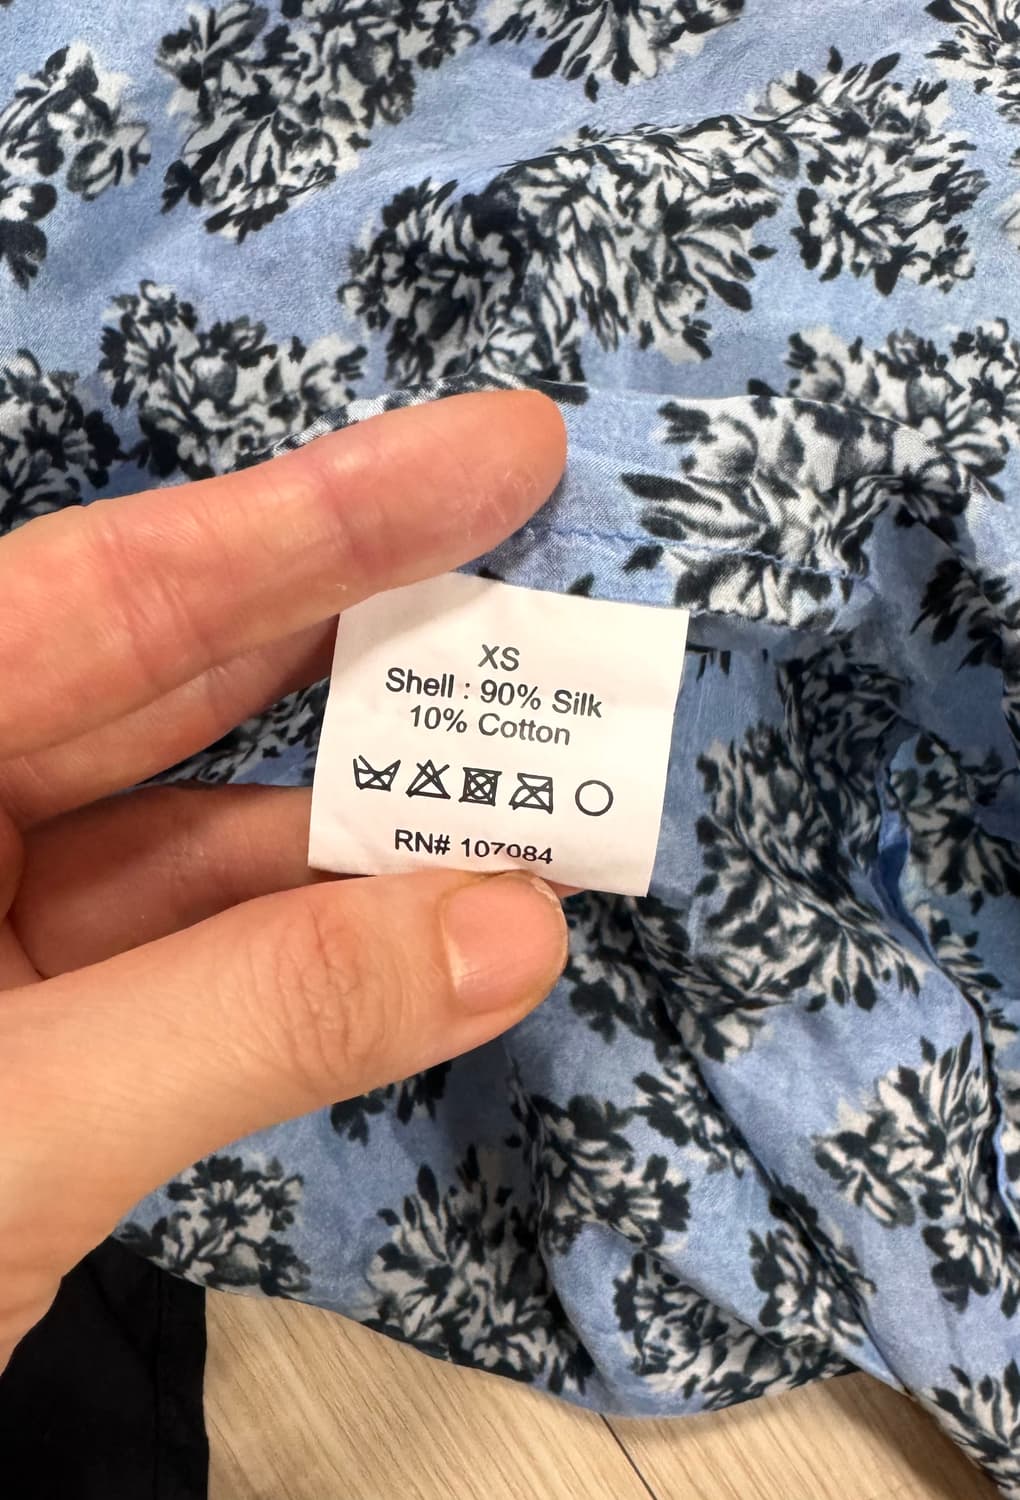 XS
Shell : 90% Silk
10% Cotton
RN# 107084